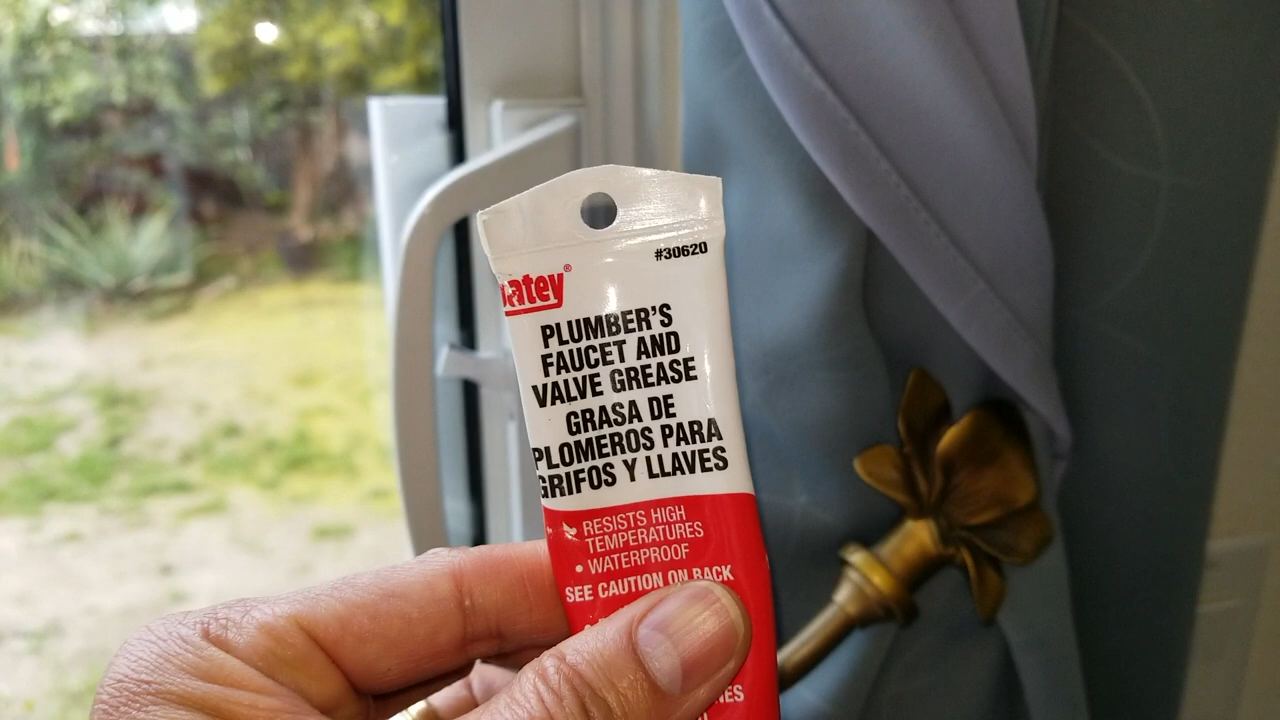 #30620
PLUMBER'S
FAUCET AND
VALVE GREASE
GRASA DE
PLOMEROS PARA
GRIFOS Y LLAVES
• RESISTS HIGH
TEMPERATURES
• WATERPROOF
SEE CAUTION ON BACK